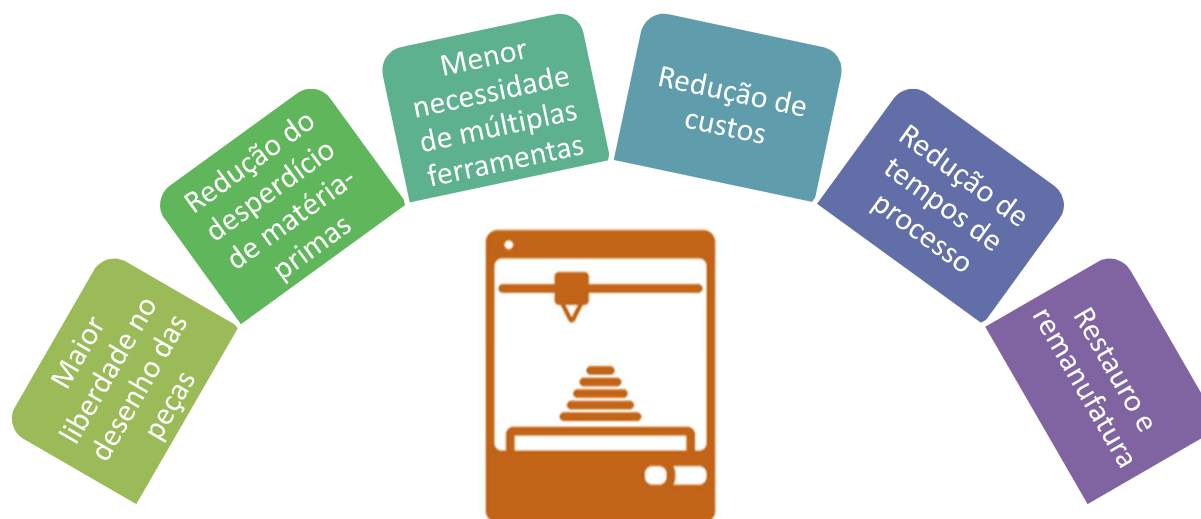 Maior
liberdade no
desenho das
peças
Redução do
desperdício
de matéria-
primas
Menor
necessidade
de múltiplas
ferramentas
Redução de
custos
Redução de
tempos de
processo
Restauro e
remanufatura